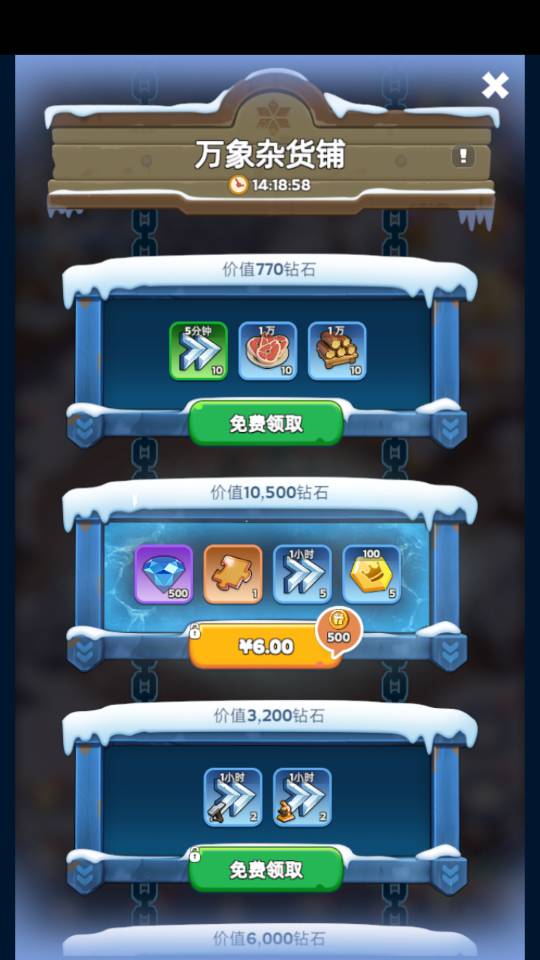 万象杂货铺
14:18:58
价值770钻石
5分钟 1万 1万
10 10 10
免费领取
价值10,500钻石
1小时 100
500 1 5 5
¥6.00
500
价值3,200钻石
1小时 1小时
2 2
免费领取
价值6,000钻石